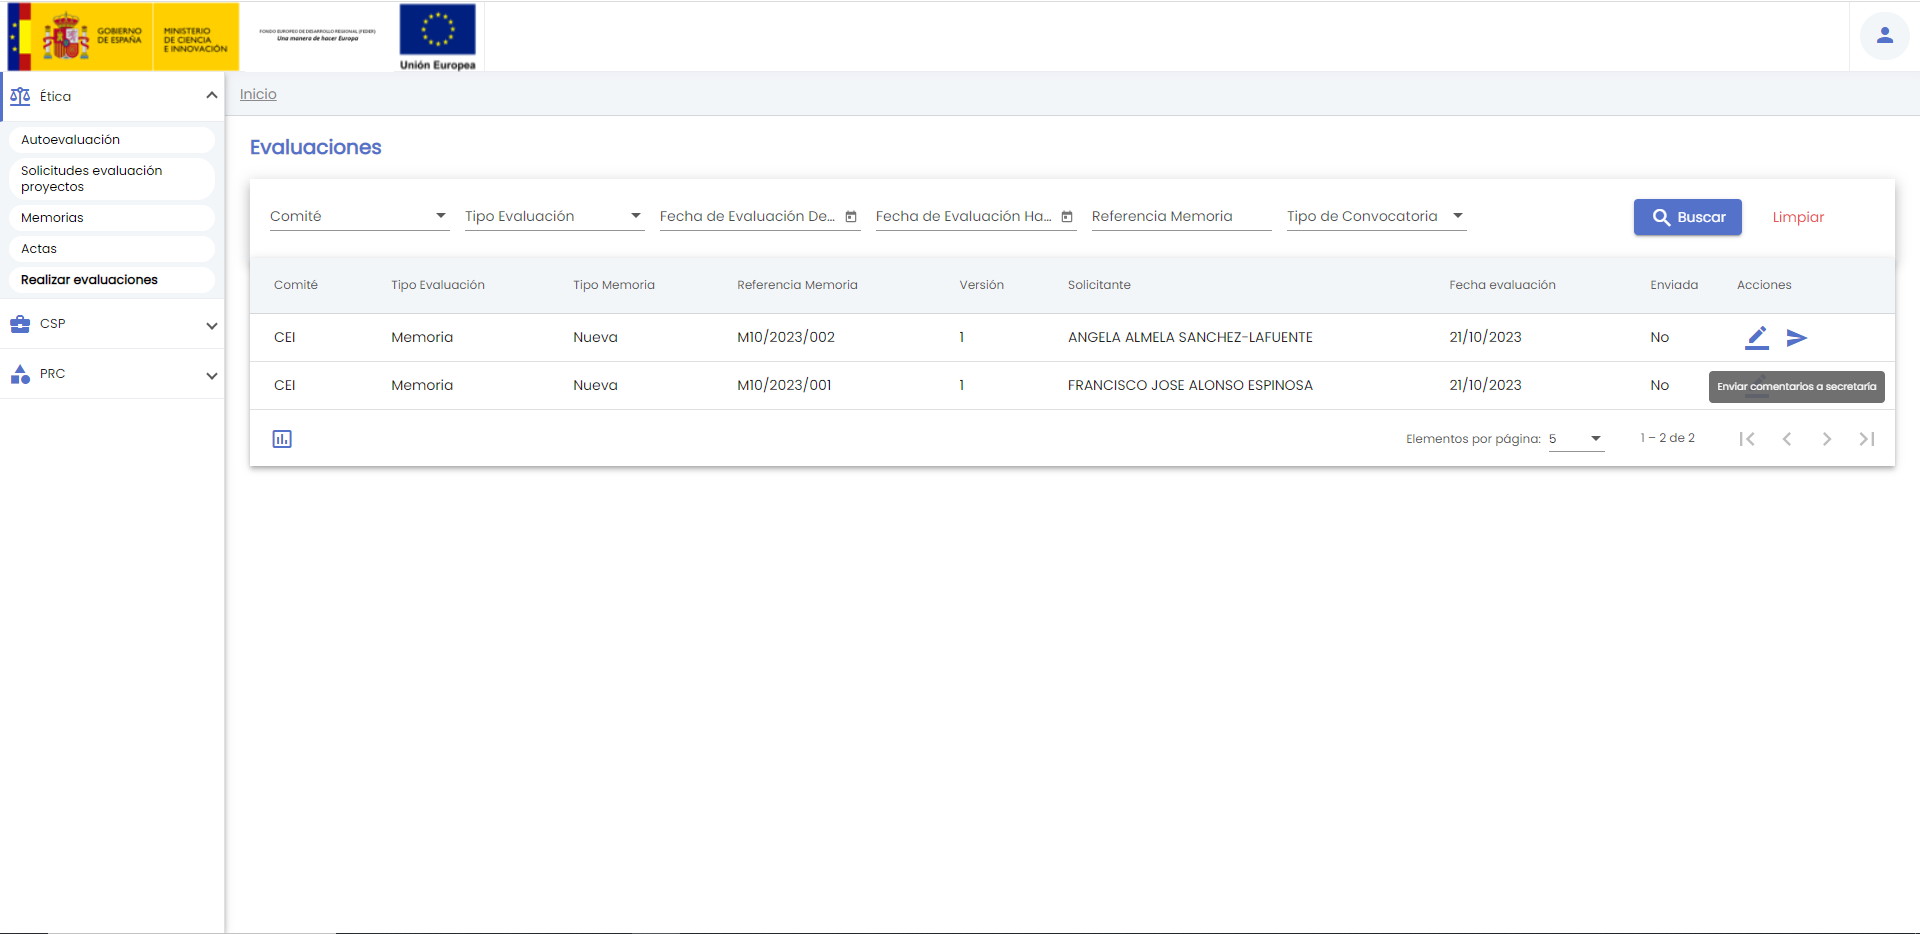 GOBIERNO
DE ESPAÑA
MINISTERIO
DE CIENCIA
E INNOVACIÓN
FONDO EUROPEO DE DESARROLLO REGIONAL (FEDER)
Una manera de hacer Europa
Unión Europea
Ética
Autoevaluación
Solicitudes evaluación
proyectos
Memorias
Actas
Realizar evaluaciones
CSP
PRC
Inicio
Evaluaciones
Comité Tipo Evaluación Fecha de Evaluación De... Fecha de Evaluación Ha... Referencia Memoria Tipo de Convocatoria Buscar Limpiar
Comité Tipo Evaluación Tipo Memoria Referencia Memoria Versión Solicitante Fecha evaluación Enviada Acciones
CEI Memoria Nueva M10/2023/002 1 ANGELA ALMELA SANCHEZ-LAFUENTE 21/10/2023 No
CEI Memoria Nueva M10/2023/001 1 FRANCISCO JOSE ALONSO ESPINOSA 21/10/2023 No
Enviar comentarios a secretaría
Elementos por página: 5 1 – 2 de 2